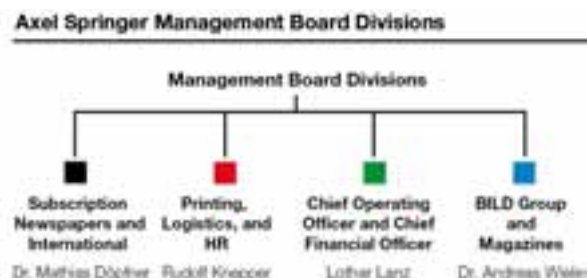 Axel Springer Management Board Divisions
Management Board Divisions
Subscription Newspapers and International
Printing, Logistics, and HR
Chief Operating Officer and Chief Financial Officer
BILD Group and Magazines
Dr. Mathias Döpfner
Rudolf Knepper
Lothar Lanz
Dr. Andreas